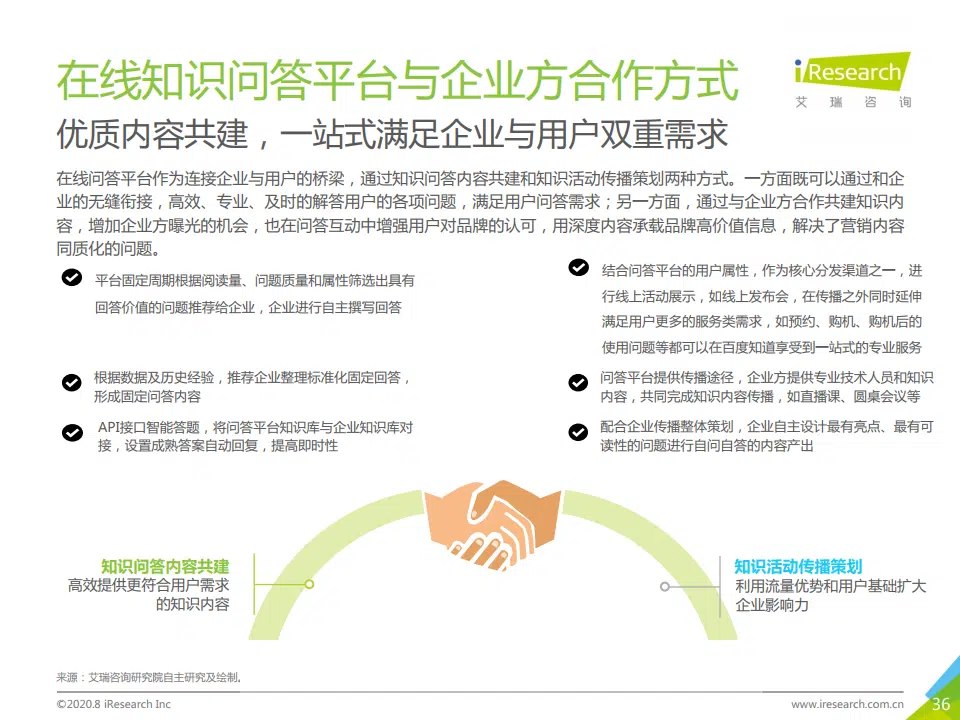 在线知识问答平台与企业方合作方式
iResearch
艾 瑞 咨 询
优质内容共建，一站式满足企业与用户双重需求
在线问答平台作为连接企业与用户的桥梁，通过知识问答内容共建和知识活动传播策划两种方式。一方面既可以通过和企
业的无缝衔接，高效、专业、及时的解答用户的各项问题，满足用户问答需求；另一方面，通过与企业方合作共建知识内
容，增加企业方曝光的机会，也在问答互动中增强用户对品牌的认可，用深度内容承载品牌高价值信息，解决了营销内容
同质化的问题。
平台固定周期根据阅读量、问题质量和属性筛选出具有
回答价值的问题推荐给企业，企业进行自主撰写回答
根据数据及历史经验，推荐企业整理标准化固定回答，
形成固定问答内容
API接口智能答题，将问答平台知识库与企业知识库对
接，设置成熟答案自动回复，提高即时性
结合问答平台的用户属性，作为核心分发渠道之一，进
行线上活动展示，如线上发布会，在传播之外同时延伸
满足用户更多的服务类需求，如预约、购机、购机后的
使用问题等都可以在百度知道享受到一站式的专业服务
问答平台提供传播途径，企业方提供专业技术人员和知识
内容，共同完成知识内容传播，如直播课、圆桌会议等
配合企业传播整体策划，企业自主设计最有亮点、最有可
读性的问题进行自问自答的内容产出
知识问答内容共建
高效提供更符合用户需求
的知识内容
知识活动传播策划
利用流量优势和用户基础扩大
企业影响力
来源：艾瑞咨询研究院自主研究及绘制。
©2020.8 iResearch Inc
www.iresearch.com.cn
36